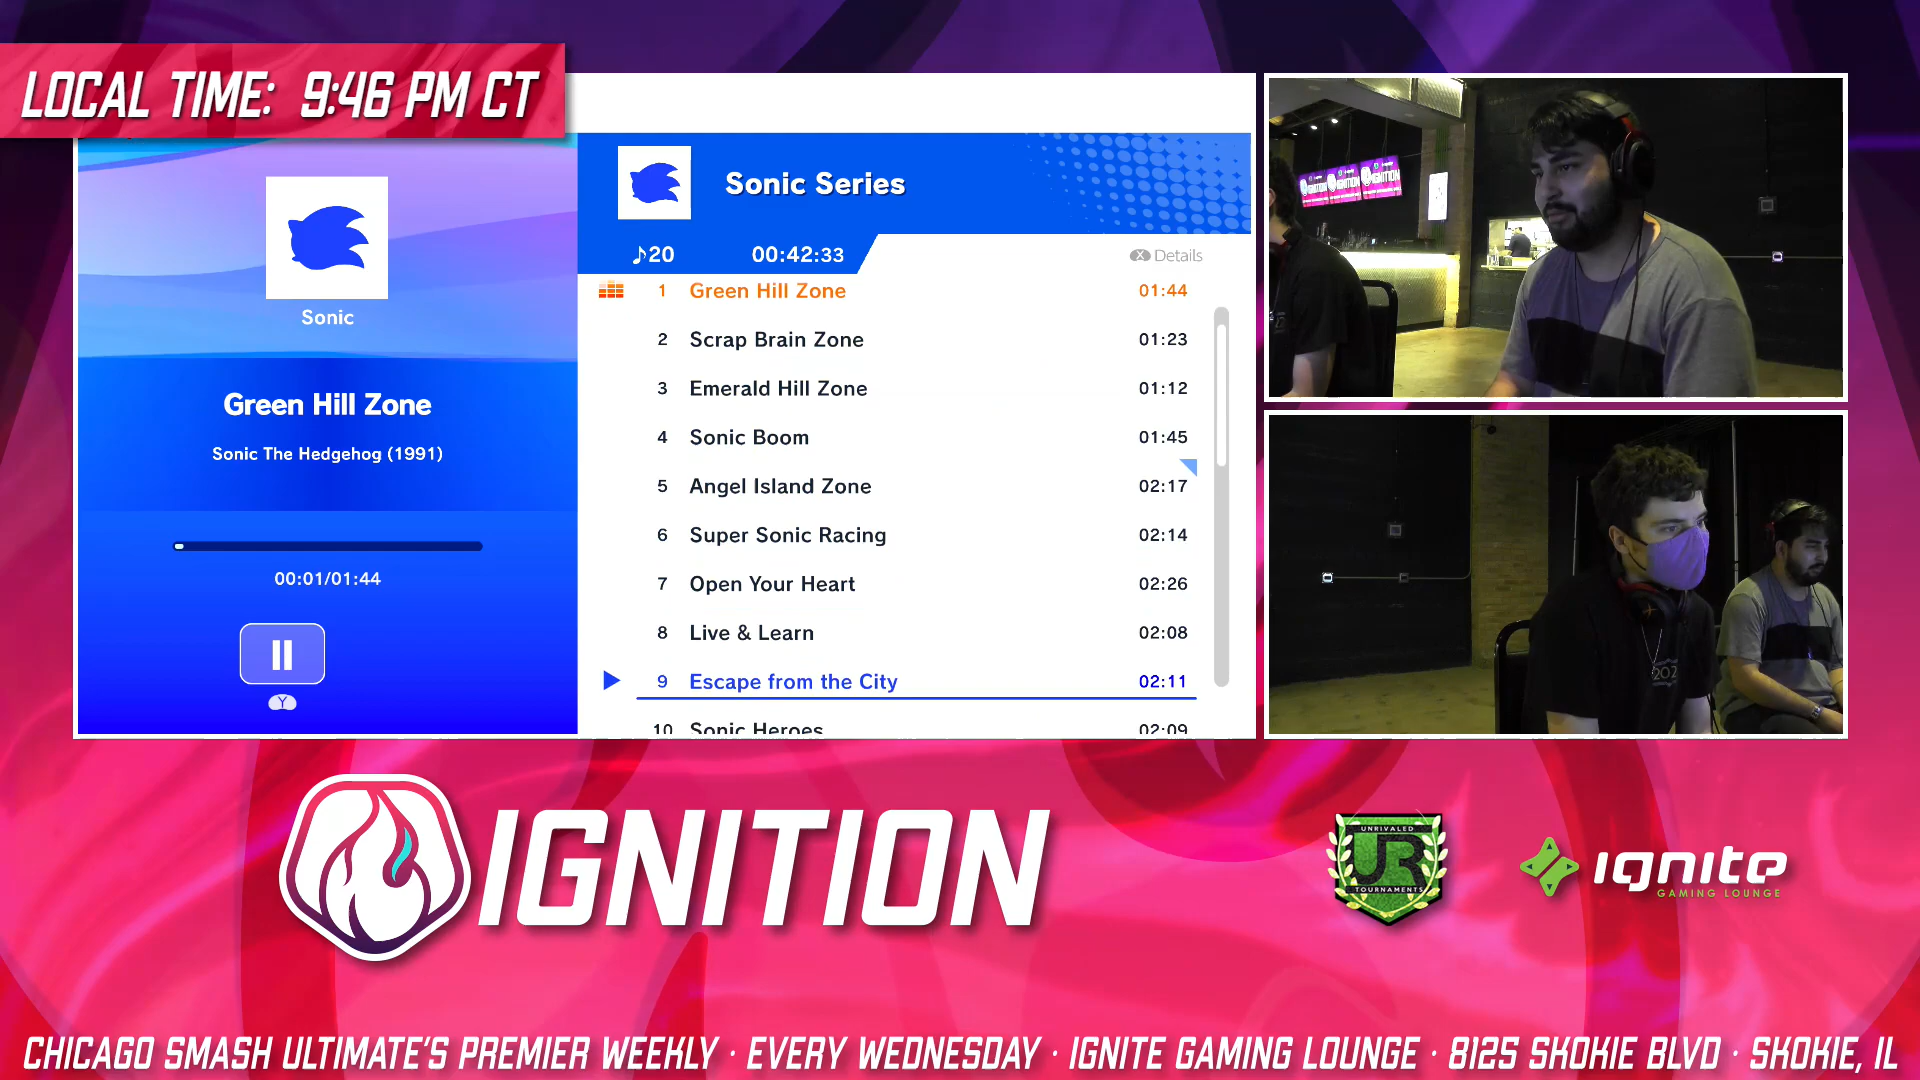 LOCAL TIME: 9:46 PM CT
Sonic
Green Hill Zone
Sonic The Hedgehog (1991)
00:01/01:44
Y
Sonic Series
♪20 00:42:33
X Details
1 Green Hill Zone 01:44
2 Scrap Brain Zone 01:23
3 Emerald Hill Zone 01:12
4 Sonic Boom 01:45
5 Angel Island Zone 02:17
6 Super Sonic Racing 02:14
7 Open Your Heart 02:26
8 Live & Learn 02:08
9 Escape from the City 02:11
10 Sonic Heroes 02:09
IGNITION IGNITION IGNITION
202
IGNITION
UNRIVALED
UR
TOURNAMENTS
ignite
GAMING LOUNGE
CHICAGO SMASH ULTIMATE'S PREMIER WEEKLY · EVERY WEDNESDAY · IGNITE GAMING LOUNGE · 8125 SKOKIE BLVD · SKOKIE, IL